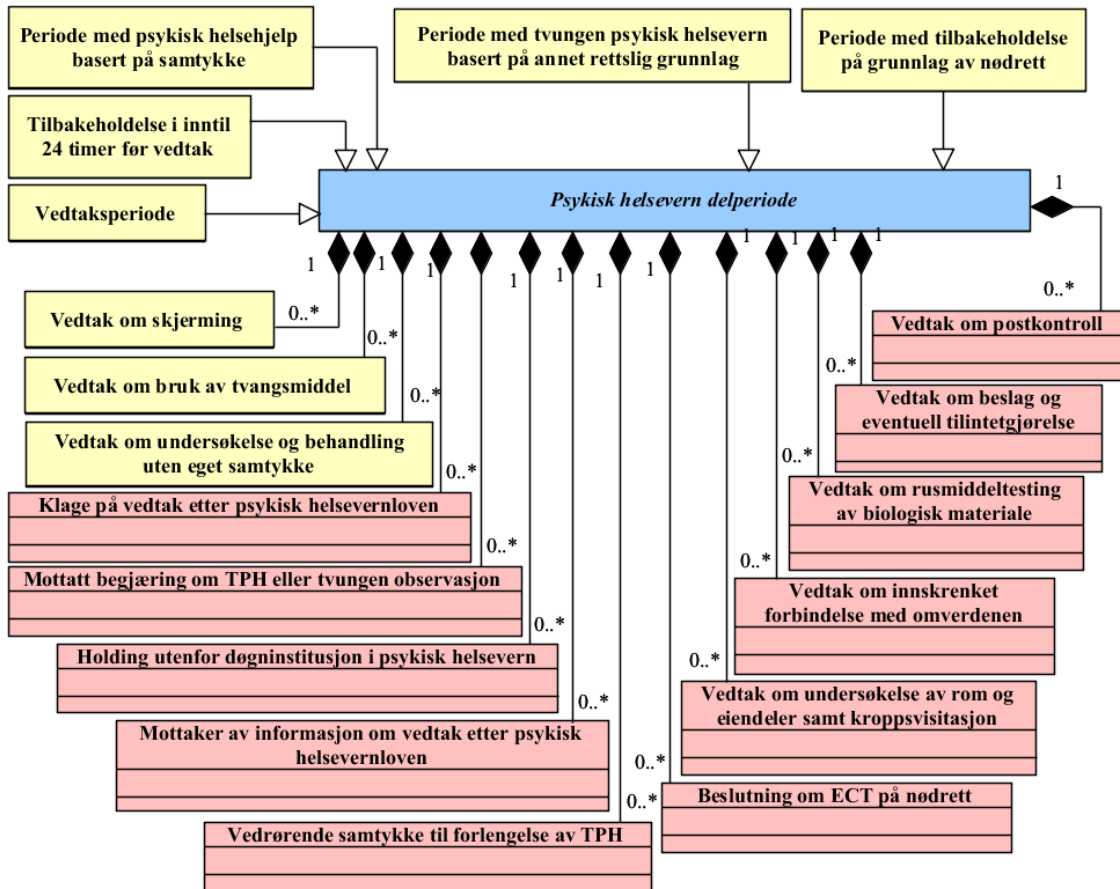 Periode med psykisk helsehjelp
basert på samtykke
Periode med tvungen psykisk helsevern
basert på annet rettslig grunnlag
Periode med tilbakeholdelse
på grunnlag av nødrett
Tilbakeholdelse i inntil
24 timer før vedtak
Vedtaksperiode
Psykisk helsevern delperiode
1
1
1
1
1
1
1
1
1
1
1
1
1
1
0..*
Vedtak om skjerming
0..*
Vedtak om bruk av tvangsmiddel
0..*
Vedtak om undersøkelse og behandling
uten eget samtykke
0..*
Klage på vedtak etter psykisk helsevernloven
0..*
Mottatt begjæring om TPH eller tvungen observasjon
0..*
Holding utenfor døgninstitusjon i psykisk helsevern
0..*
Mottaker av informasjon om vedtak etter psykisk
helsevernloven
0..*
Vedrørende samtykke til forlengelse av TPH
0..*
Vedtak om postkontroll
0..*
Vedtak om beslag og
eventuell tilintetgjørelse
0..*
Vedtak om rusmiddeltesting
av biologisk materiale
0..*
Vedtak om innskrenket
forbindelse med omverdenen
0..*
Vedtak om undersøkelse av rom og
eiendeler samt kroppsvisitasjon
0..*
Beslutning om ECT på nødrett